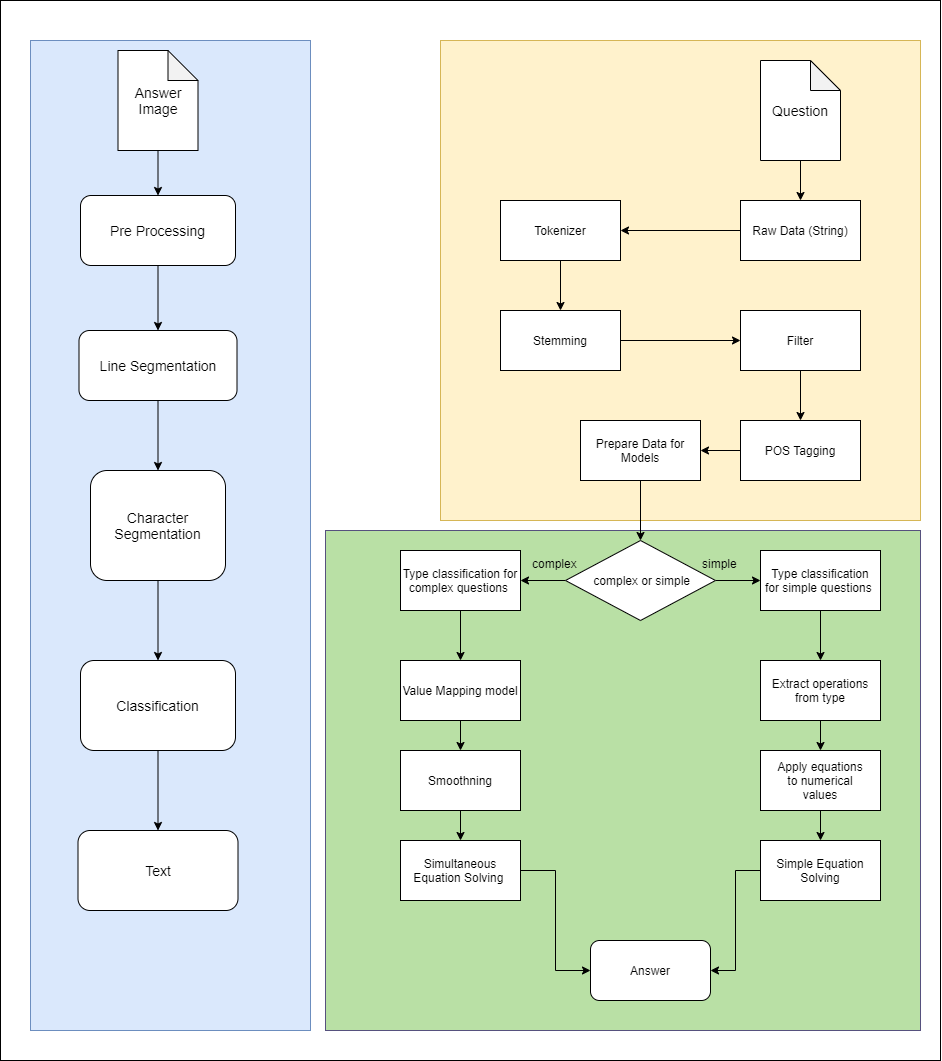 Answer
Image
Pre Processing
Line Segmentation
Character
Segmentation
Classification
Text
Question
Raw Data (String)
Tokenizer
Stemming
Filter
POS Tagging
Prepare Data for
Models
complex or simple
complex
simple
Type classification for
complex questions
Value Mapping model
Smoothning
Simultaneous
Equation Solving
Type classification
for simple questions
Extract operations
from type
Apply equations
to numerical
values
Simple Equation
Solving
Answer